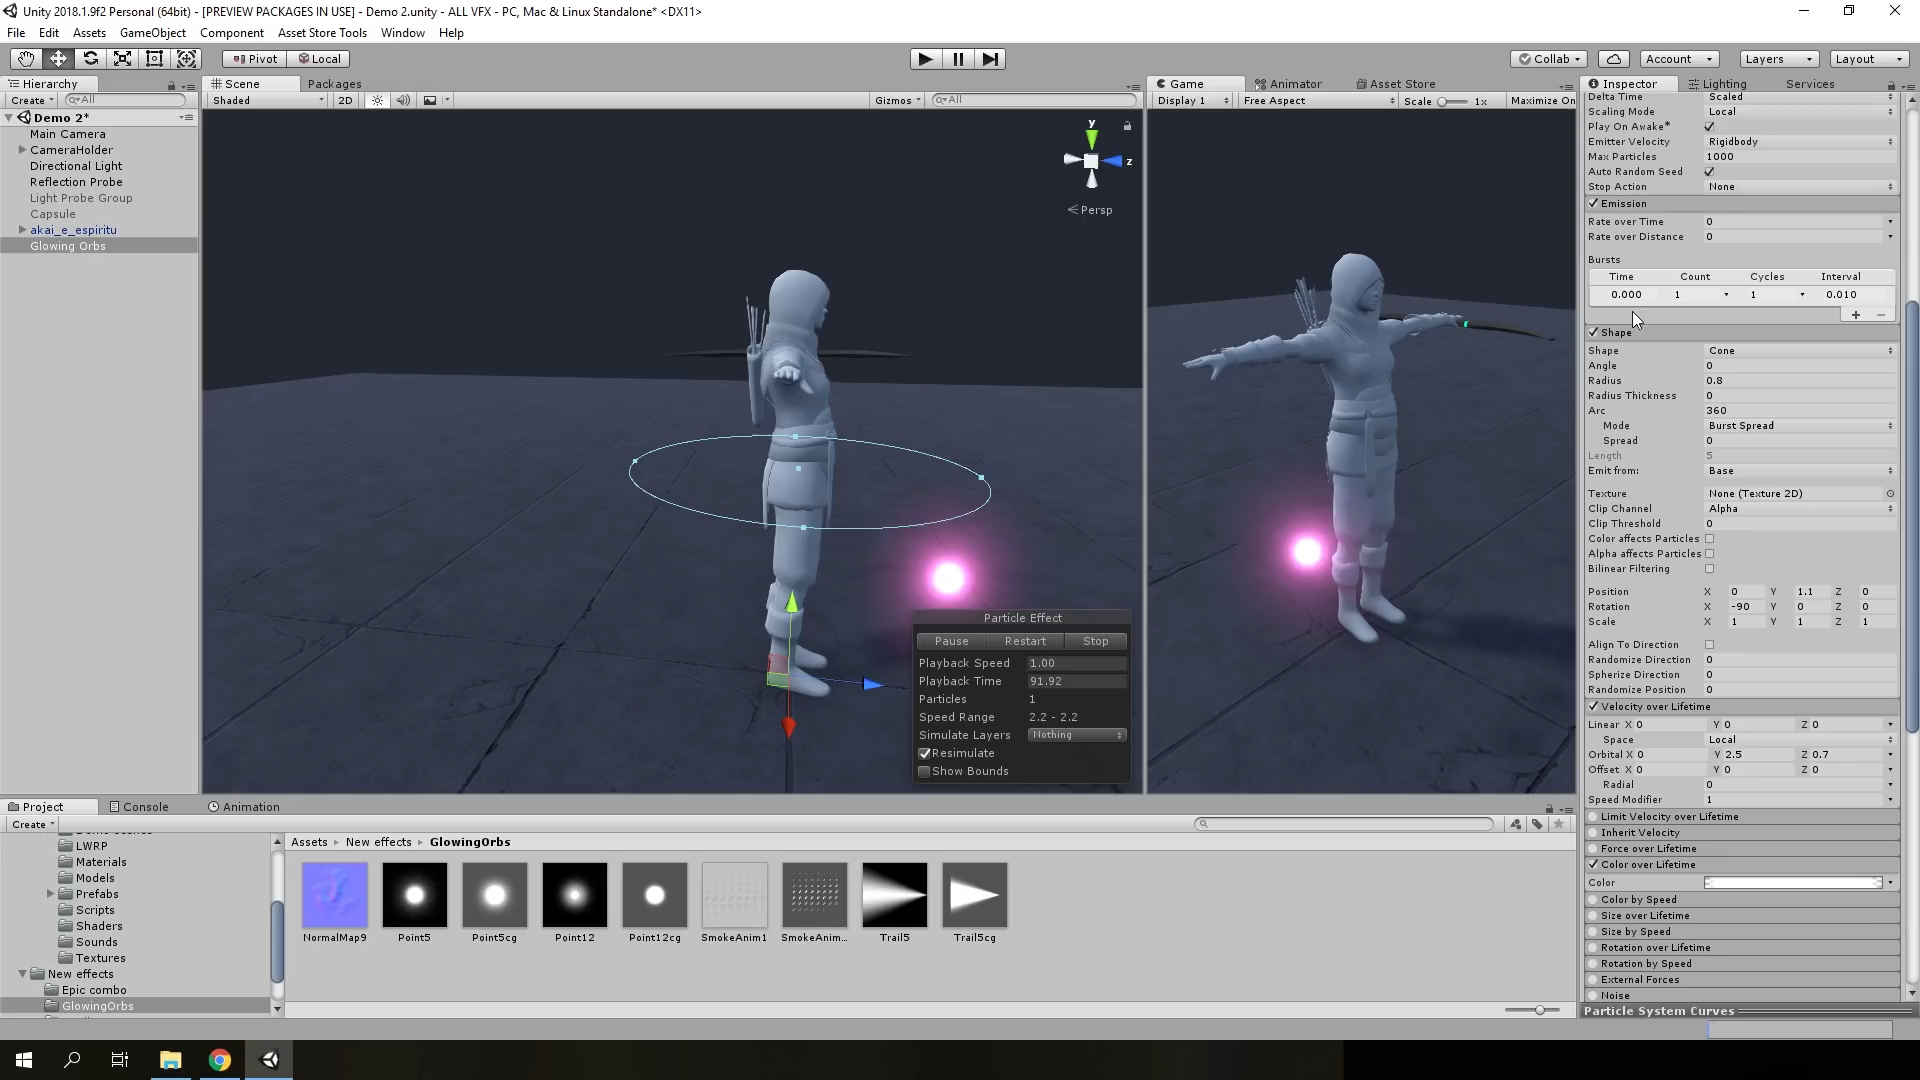 Unity 2018.1.9f2 Personal (64bit) - [PREVIEW PACKAGES IN USE] - Demo 2.unity - ALL VFX - PC, Mac & Linux Standalone* <DX11>
File Edit Assets GameObject Component Asset Store Tools Window Help
Pivot Local Collab Account Layers Layout
Hierarchy
Create All
Demo 2*
Main Camera
CameraHolder
Directional Light
Reflection Probe
Light Probe Group
Capsule
akai_e_espiritu
Glowing Orbs
Scene Packages
Shaded 2D Gizmos All
y
z
Persp
Particle Effect
Pause Restart Stop
Playback Speed 1.00
Playback Time 91.92
Particles 1
Speed Range 2.2 - 2.2
Simulate Layers Nothing
Resimulate
Show Bounds
Game Animator Asset Store
Display 1 Free Aspect Scale 1x Maximize On
Inspector Lighting Services
Delta Time Scaled
Scaling Mode Local
Play On Awake*
Emitter Velocity Rigidbody
Max Particles 1000
Auto Random Seed
Stop Action None
Emission
Rate over Time 0
Rate over Distance 0
Bursts
Time Count Cycles Interval
0.000 1 1 0.010
Shape
Shape Cone
Angle 0
Radius 0.8
Radius Thickness 0
Arc 360
Mode Burst Spread
Spread 0
Length 5
Emit from: Base
Texture None (Texture 2D)
Clip Channel Alpha
Clip Threshold 0
Color affects Particles
Alpha affects Particles
Bilinear Filtering
Position X 0 Y 1.1 Z 0
Rotation X -90 Y 0 Z 0
Scale X 1 Y 1 Z 1
Align To Direction
Randomize Direction 0
Spherize Direction 0
Randomize Position 0
Velocity over Lifetime
Linear X 0 Y 0 Z 0
Space Local
Orbital X 0 Y 2.5 Z 0.7
Offset X 0 Y 0 Z 0
Radial 0
Speed Modifier 1
Limit Velocity over Lifetime
Inherit Velocity
Force over Lifetime
Color over Lifetime
Color
Color by Speed
Size over Lifetime
Size by Speed
Rotation over Lifetime
Rotation by Speed
External Forces
Noise
Particle System Curves
Project Console Animation
Create
LWRP
Materials
Models
Prefabs
Scripts
Shaders
Sounds
Textures
New effects
Epic combo
GlowingOrbs
Assets New effects GlowingOrbs
NormalMap9 Point5 Point5cg Point12 Point12cg SmokeAnim1 SmokeAnim... Trail5 Trail5cg